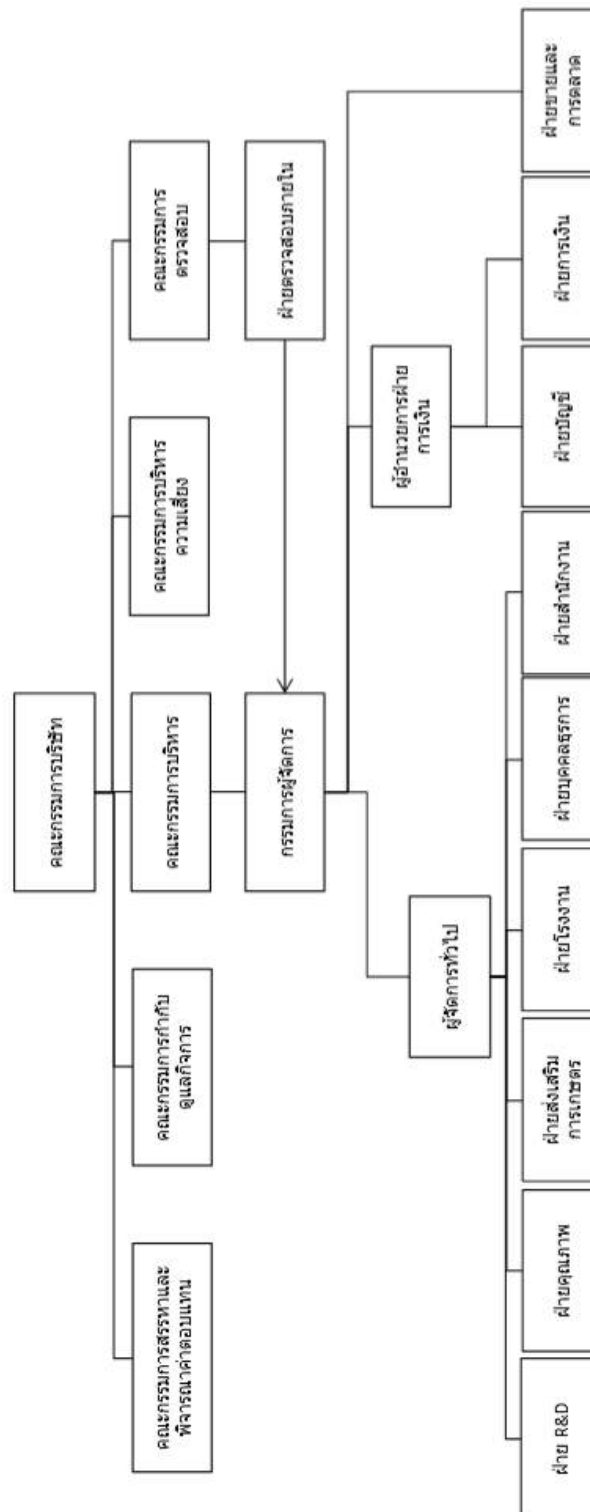 คณะกรรมการบริษัท
คณะกรรมการสรรหาและ
พิจารณาค่าตอบแทน
คณะกรรมการกำกับ
ดูแลกิจการ
คณะกรรมการบริหาร
คณะกรรมการบริหาร
ความเสี่ยง
คณะกรรมการ
ตรวจสอบ
กรรมการผู้จัดการ
ฝ่ายตรวจสอบภายใน
ผู้จัดการทั่วไป
ผู้อำนวยการฝ่าย
การเงิน
ฝ่าย R&D
ฝ่ายคุณภาพ
ฝ่ายส่งเสริม
การเกษตร
ฝ่ายโรงงาน
ฝ่ายบุคคลธุรการ
ฝ่ายสำนักงาน
ฝ่ายบัญชี
ฝ่ายการเงิน
ฝ่ายขายและ
การตลาด